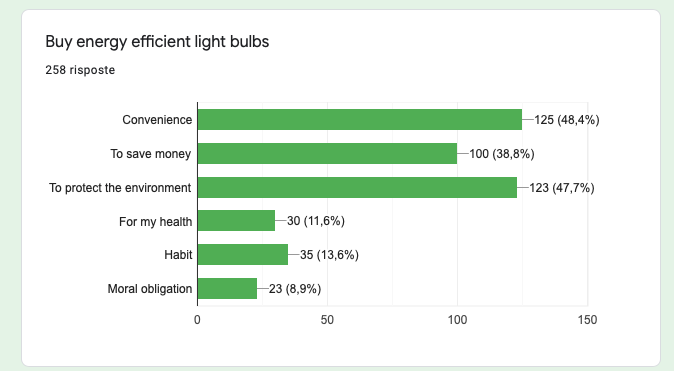 Buy energy efficient light bulbs
258 risposte
Convenience 125 (48,4%)
To save money 100 (38,8%)
To protect the environment 123 (47,7%)
For my health 30 (11,6%)
Habit 35 (13,6%)
Moral obligation 23 (8,9%)
0 50 100 150